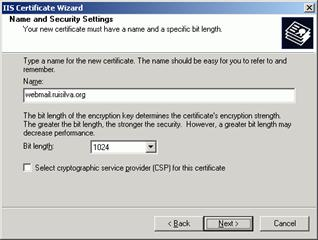 IIS Certificate Wizard
Name and Security Settings
Your new certificate must have a name and a specific bit length.
Type a name for the new certificate. The name should be easy for you to refer to and
remember.
Name:
webmail.ruisilva.org
The bit length of the encryption key determines the certificate's encryption strength.
The greater the bit length, the stronger the security. However, a greater bit length may
decrease performance.
Bit length: 1024
Select cryptographic service provider (CSP) for this certificate
< Back Next > Cancel